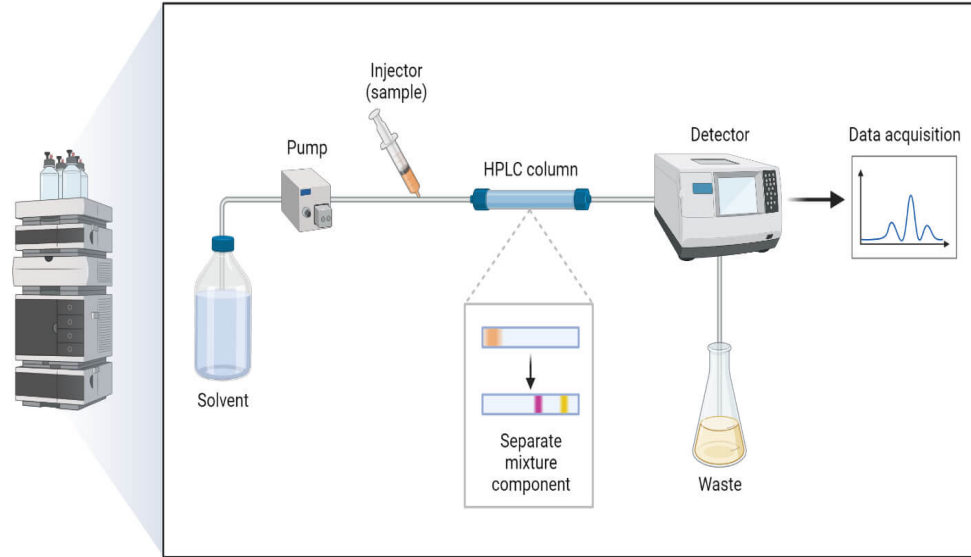 Injector
(sample)
Pump
HPLC column
Detector
Data acquisition
Solvent
Separate
mixture
component
Waste